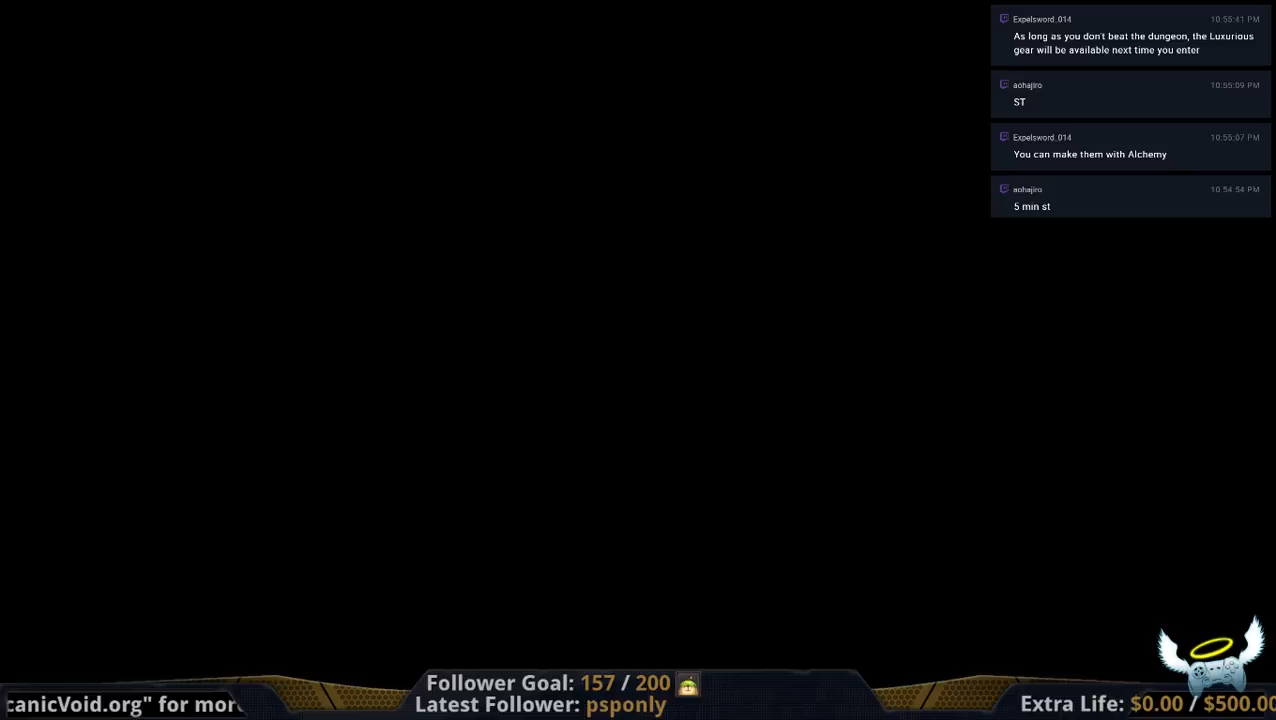 Expelsword_014 10:55:41 PM
As long as you don't beat the dungeon, the Luxurious
gear will be available next time you enter
aohajiro 10:55:09 PM
ST
Expelsword_014 10:55:07 PM
You can make them with Alchemy
aohajiro 10:54:54 PM
5 min st
Follower Goal: 157 / 200
Latest Follower: psponly
canicVoid.org" for more
Extra Life: $0.00 / $500.00